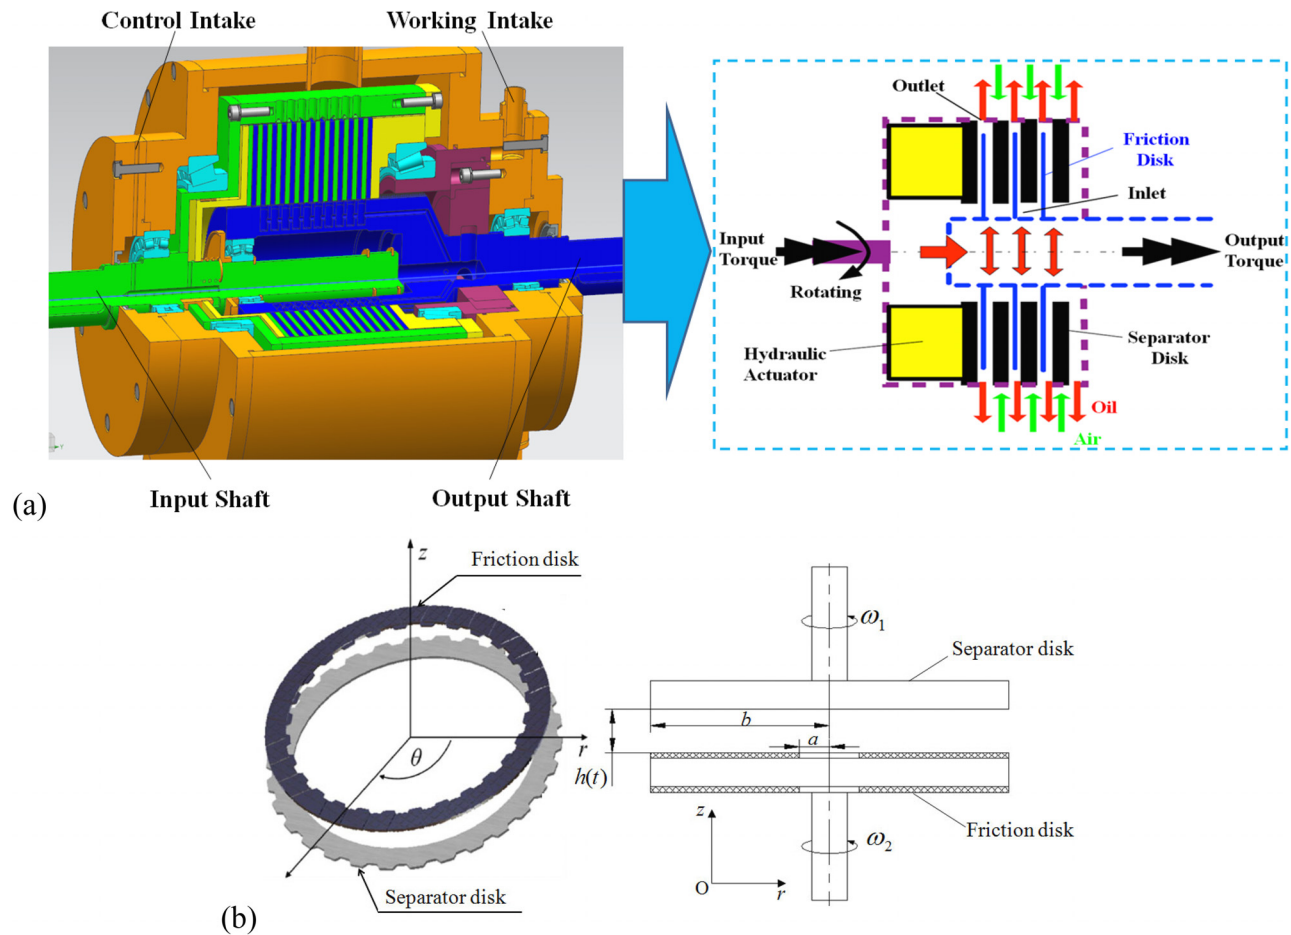 (a)
Control Intake
Working Intake
Input Shaft
Output Shaft
Outlet
Friction
Disk
Inlet
Input
Torque
Rotating
Output
Torque
Hydraulic
Actuator
Separator
Disk
Oil
Air
(b)
z
Friction disk
r
θ
Separator disk
ω1
Separator disk
b
a
h(t)
z
Friction disk
ω2
O
r